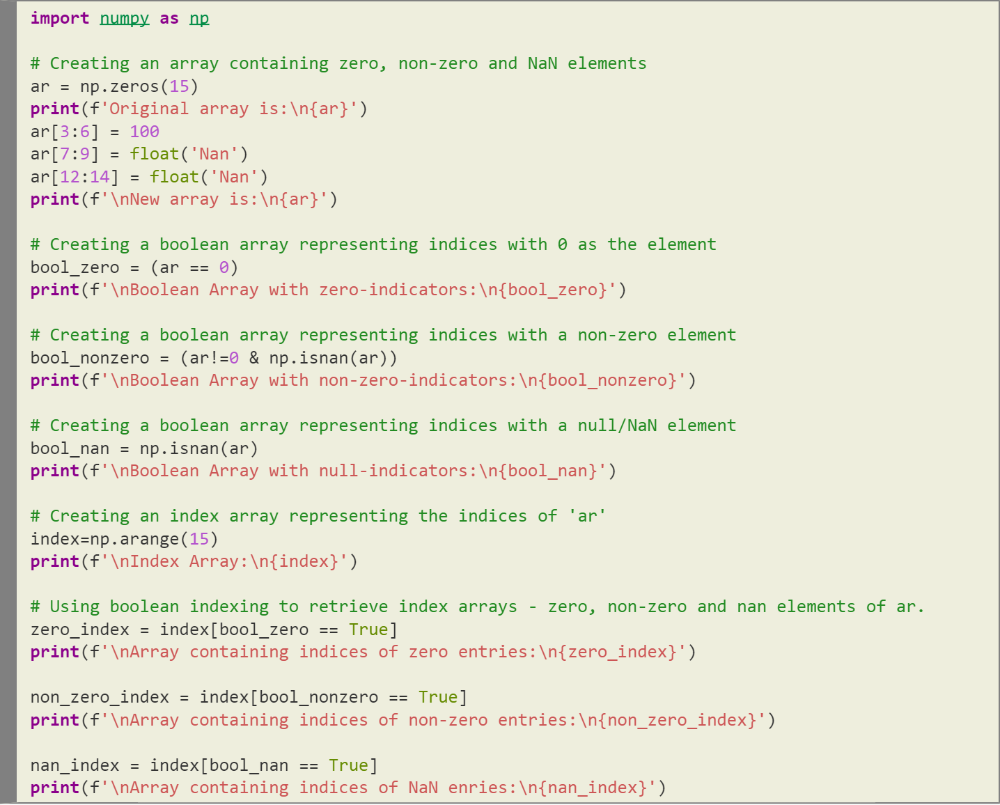 import numpy as np

# Creating an array containing zero, non-zero and NaN elements
ar = np.zeros(15)
print(f'Original array is:\n{ar}')
ar[3:6] = 100
ar[7:9] = float('Nan')
ar[12:14] = float('Nan')
print(f'\nNew array is:\n{ar}')

# Creating a boolean array representing indices with 0 as the element
bool_zero = (ar == 0)
print(f'\nBoolean Array with zero-indicators:\n{bool_zero}')

# Creating a boolean array representing indices with a non-zero element
bool_nonzero = (ar!=0 & np.isnan(ar))
print(f'\nBoolean Array with non-zero-indicators:\n{bool_nonzero}')

# Creating a boolean array representing indices with a null/NaN element
bool_nan = np.isnan(ar)
print(f'\nBoolean Array with null-indicators:\n{bool_nan}')

# Creating an index array representing the indices of 'ar'
index=np.arange(15)
print(f'\nIndex Array:\n{index}')

# Using boolean indexing to retrieve index arrays - zero, non-zero and nan elements of ar.
zero_index = index[bool_zero == True]
print(f'\nArray containing indices of zero entries:\n{zero_index}')

non_zero_index = index[bool_nonzero == True]
print(f'\nArray containing indices of non-zero entries:\n{non_zero_index}')

nan_index = index[bool_nan == True]
print(f'\nArray containing indices of NaN enries:\n{nan_index}')